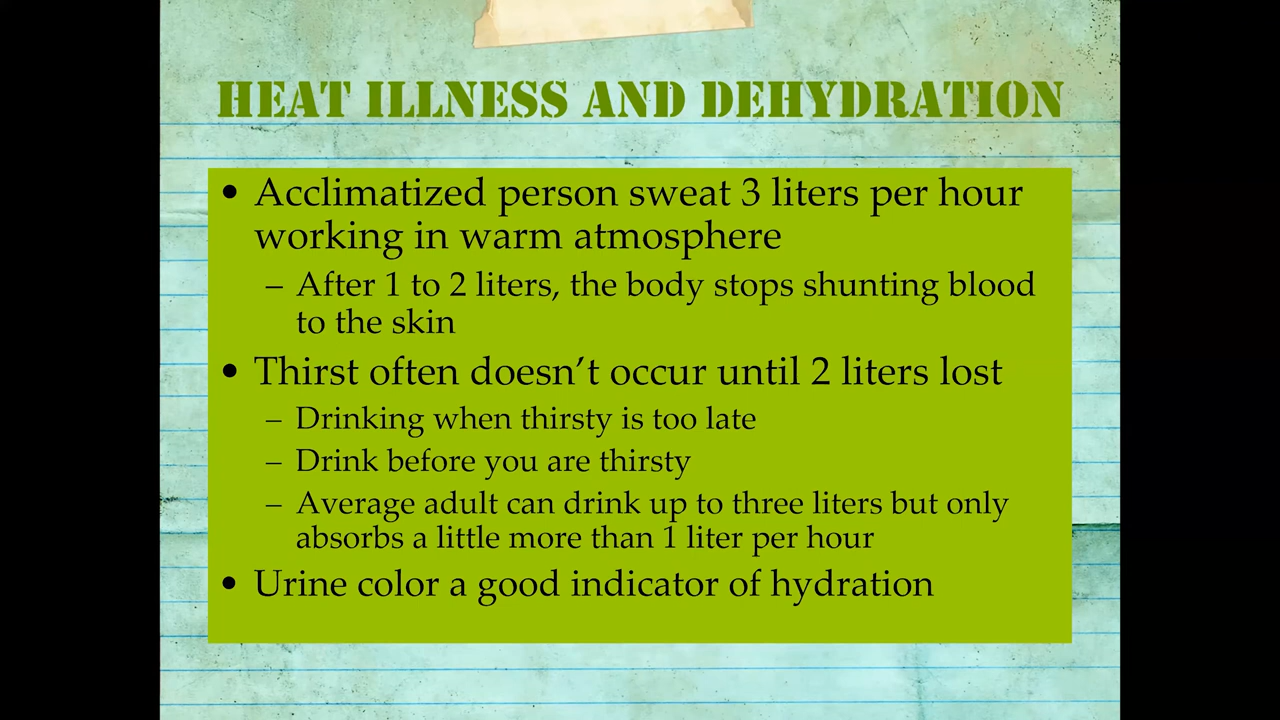 HEAT ILLNESS AND DEHYDRATION
• Acclimatized person sweat 3 liters per hour
working in warm atmosphere
– After 1 to 2 liters, the body stops shunting blood
to the skin
• Thirst often doesn’t occur until 2 liters lost
– Drinking when thirsty is too late
– Drink before you are thirsty
– Average adult can drink up to three liters but only
absorbs a little more than 1 liter per hour
• Urine color a good indicator of hydration